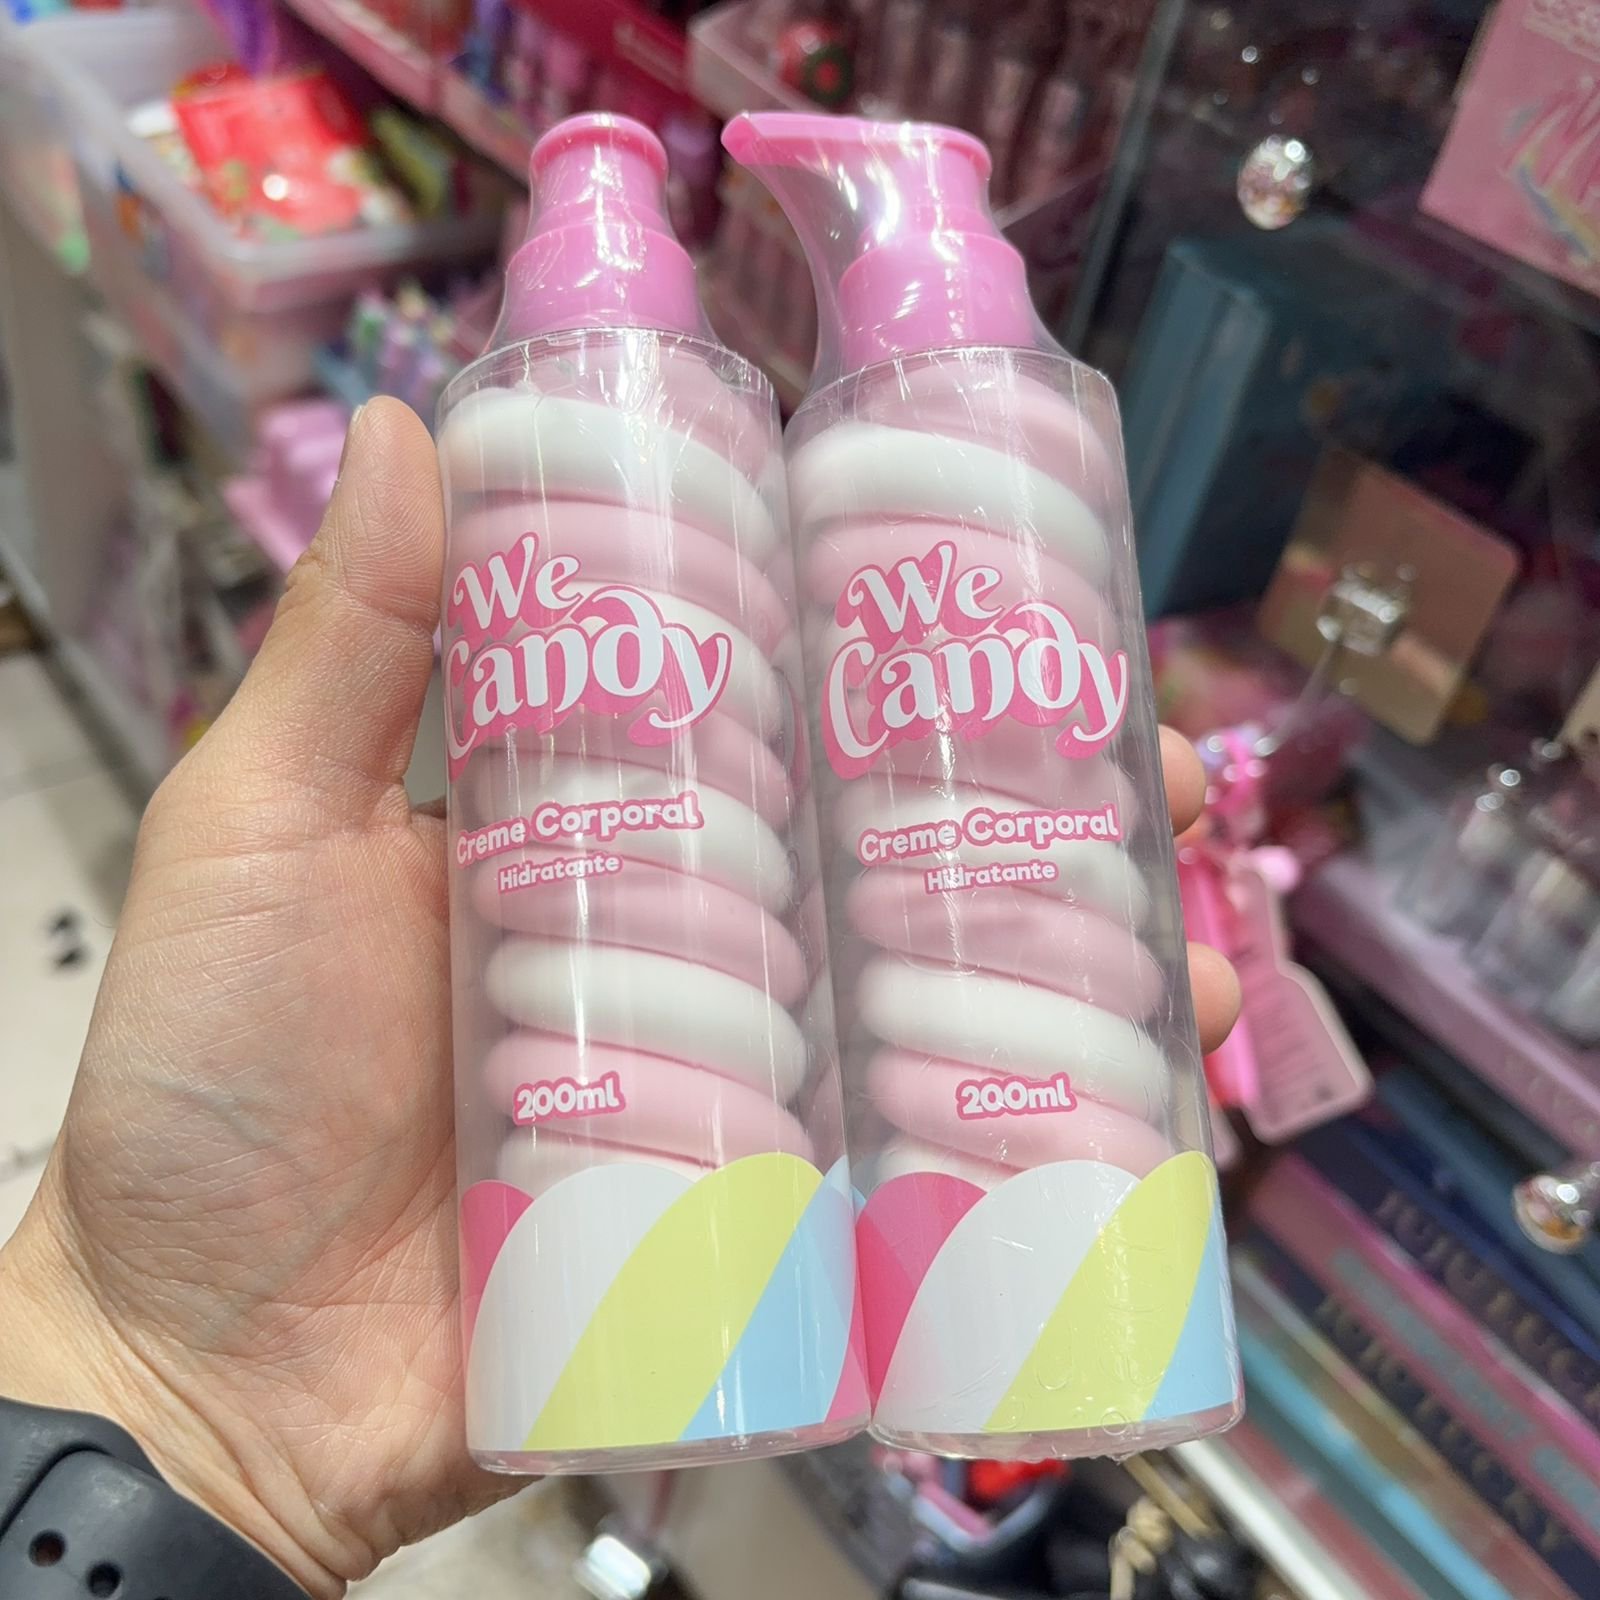 We
Candy
Creme Corporal
Hidratante
200ml
We
Candy
Creme Corporal
Hidratante
200ml